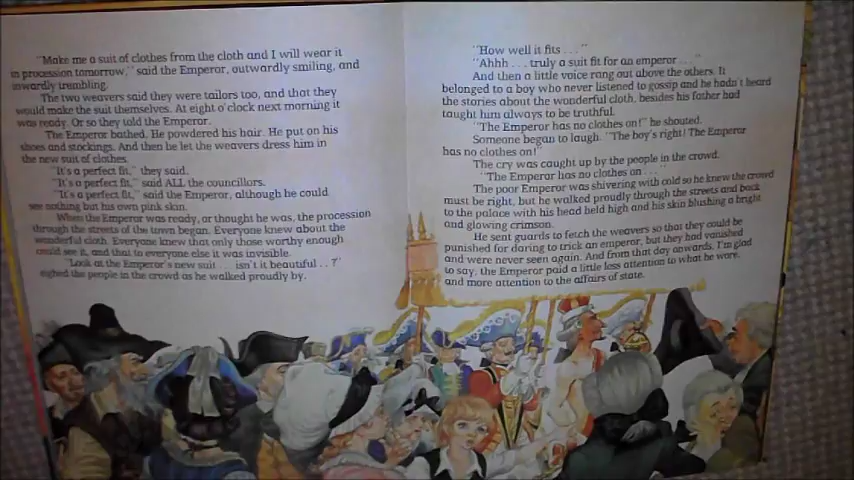 "Make me a suit of clothes from the cloth and I will wear it
in procession tomorrow," said the Emperor, outwardly smiling, and
inwardly trembling.
The two weavers said they were tailors too, and that they
would make the suit themselves. At eight o'clock next morning it
was ready. Or so they told the Emperor.
The Emperor bathed. He powdered his hair. He put on his
shoes and stockings. And then he let the weavers dress him in
the new suit of clothes.
"It's a perfect fit," they said.
"It's a perfect fit," said ALL the councillors.
"It's a perfect fit," said the Emperor, although he could
see nothing but his own pink skin.
When the Emperor was ready, or thought he was, the procession
through the streets of the town began. Everyone knew about the
wonderful cloth. Everyone knew that only those worthy enough
could see it, and that to everyone else it was invisible.
"Look at the Emperor's new suit . . . isn't it beautiful . . ?"
sighed the people in the crowd as he walked proudly by.
"How well it fits . . ."
"Ahhh . . . truly a suit fit for an emperor . . ."
And then a little voice rang out above the others. It
belonged to a boy who never listened to gossip and he hadn't heard
the stories about the wonderful cloth, besides his father had
taught him always to be truthful.
"The Emperor has no clothes on!" he shouted.
Someone began to laugh. "The boy's right! The Emperor
has no clothes on!"
The cry was caught up by the people in the crowd.
"The Emperor has no clothes on . . ."
The poor Emperor was shivering with cold so he knew the crowd
must be right, but he walked proudly through the streets and back
to the palace with his head held high and his skin blushing a bright
and glowing crimson.
He sent guards to fetch the weavers so that they could be
punished for daring to trick an emperor, but they had vanished
and were never seen again. And from that day onwards, I'm glad
to say, the Emperor paid a little less attention to what he wore,
and more attention to the affairs of state.